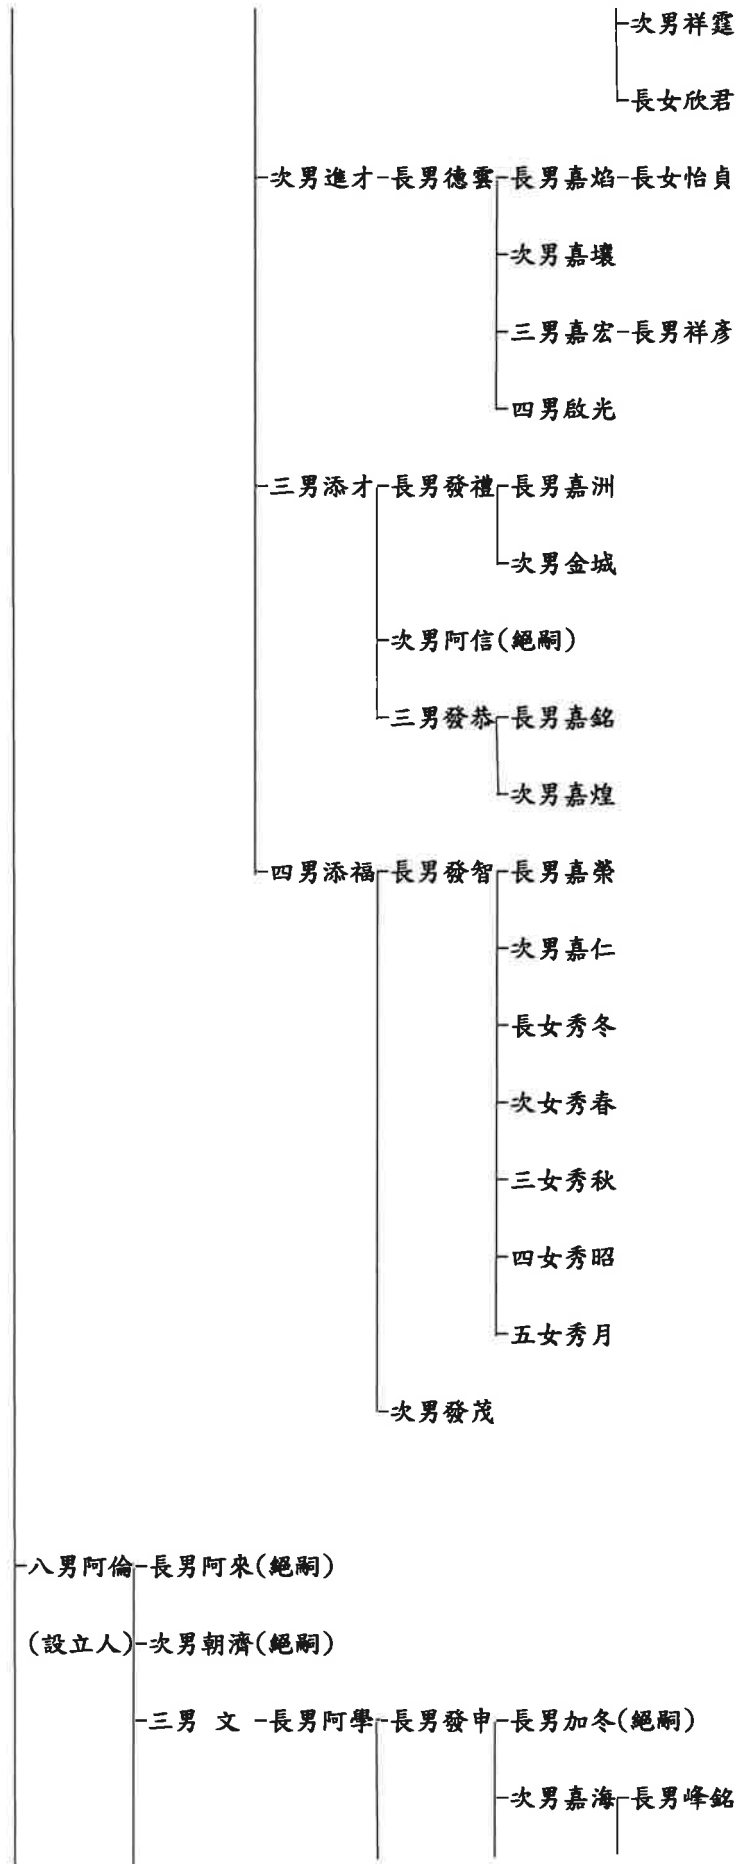 次男祥霆
長女欣君
次男進才 長男德雲 長男嘉焰 長女怡貞
次男嘉壤
三男嘉宏 長男祥彥
四男啟光
三男添才 長男發禮 長男嘉洲
次男金城
次男阿信(絕嗣)
三男發恭 長男嘉銘
次男嘉煌
四男添福 長男發智 長男嘉榮
次男嘉仁
長女秀冬
次女秀春
三女秀秋
四女秀昭
五女秀月
次男發茂
八男阿倫 長男阿來(絕嗣)
(設立人) 次男朝濟(絕嗣)
三男 文 長男阿學 長男發申 長男加冬(絕嗣)
次男嘉海 長男峰銘